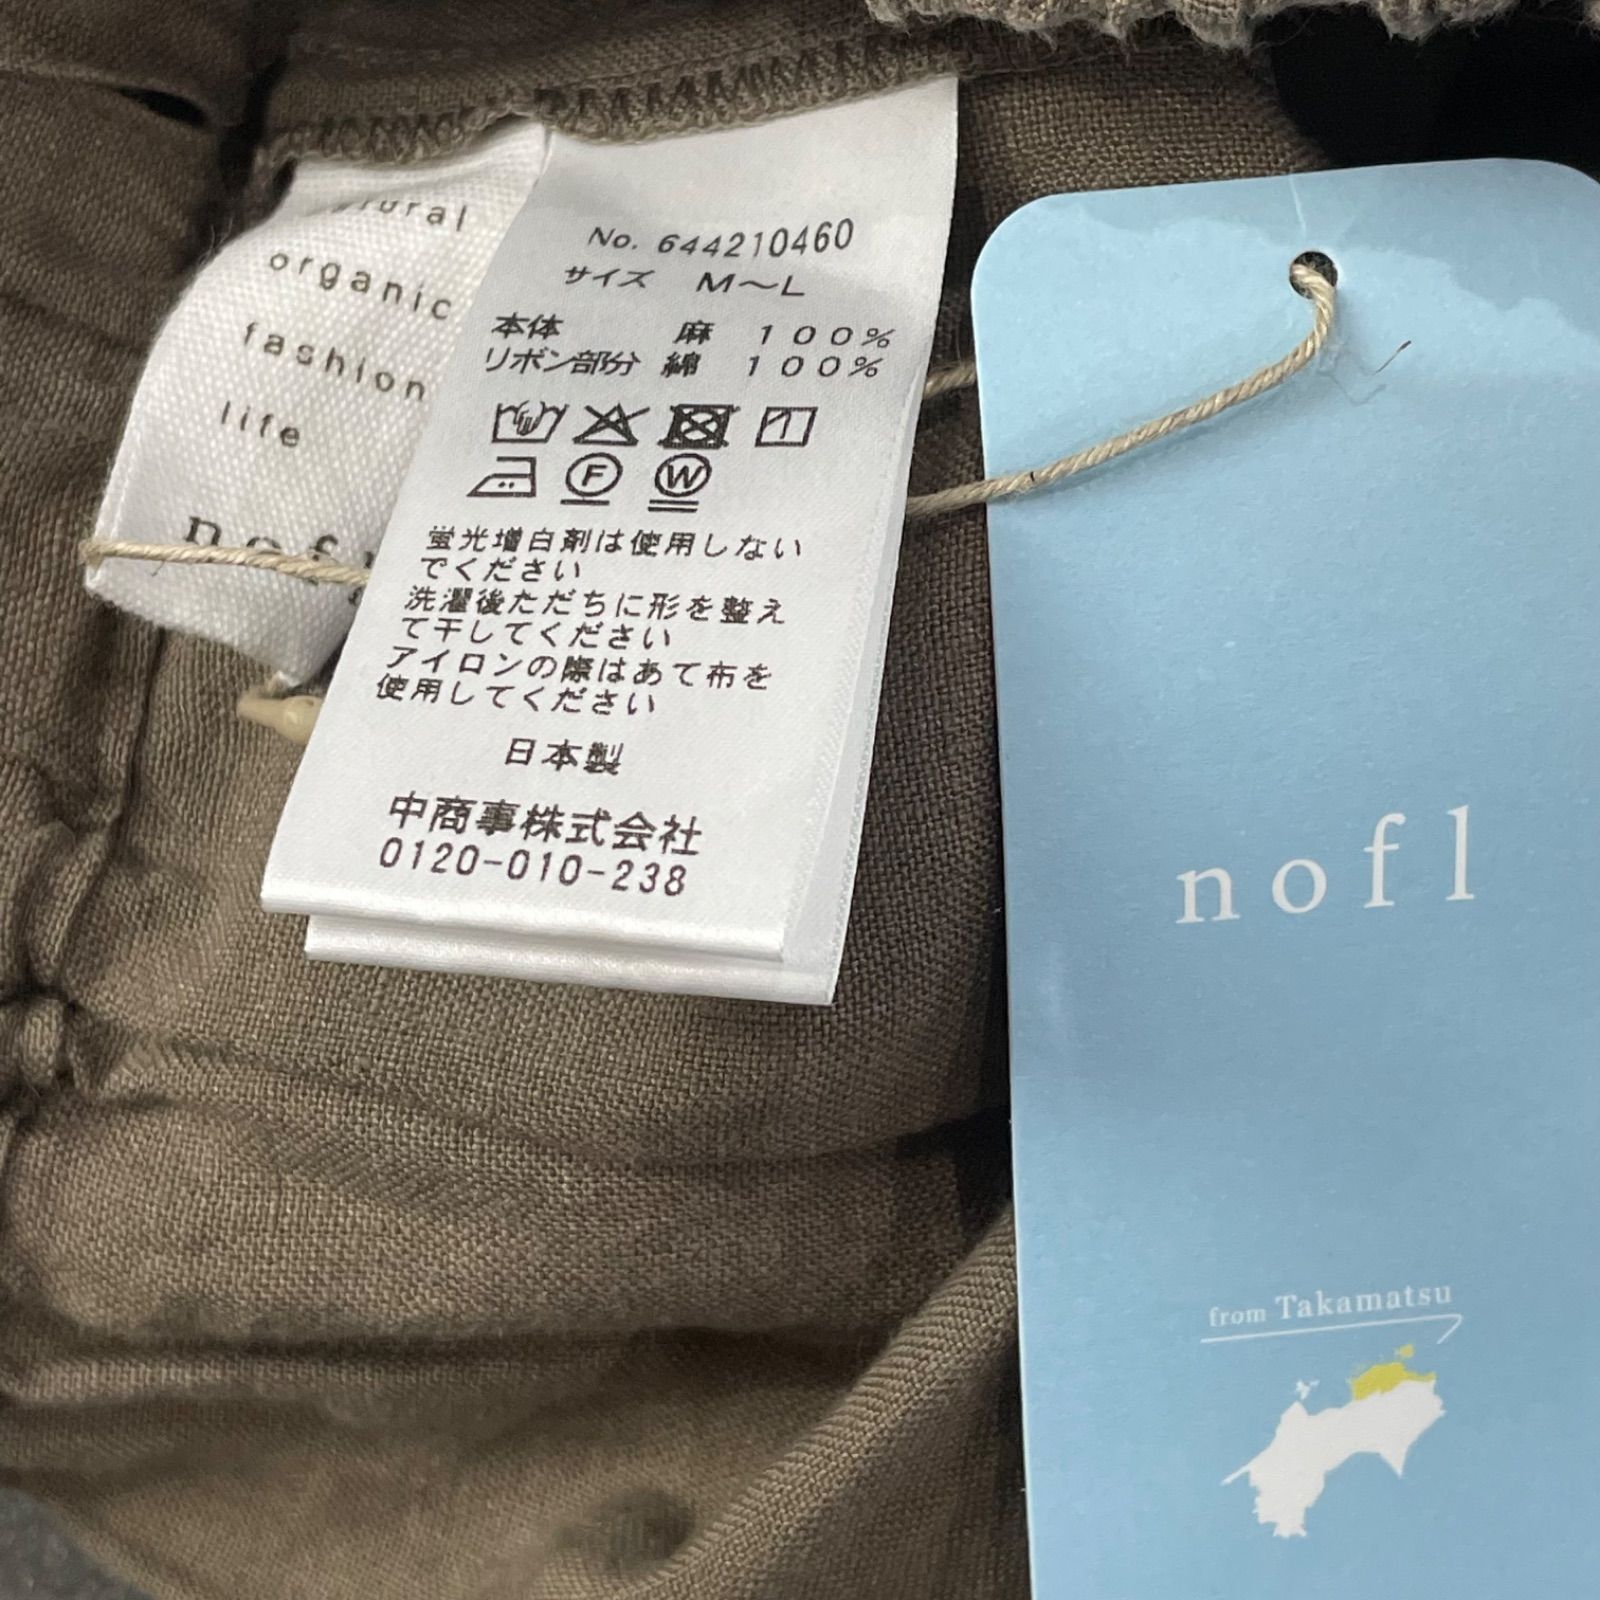 organic
fashion
life
No. 644210460
サイズ M～L
本体 麻 100%
リボン部分 綿 100%
F W
蛍光増白剤は使用しない
でください
洗濯後ただちに形を整え
て干してください
アイロンの際はあて布を
使用してください
日本製
中商事株式会社
0120-010-238
nofl
from Takamatsu